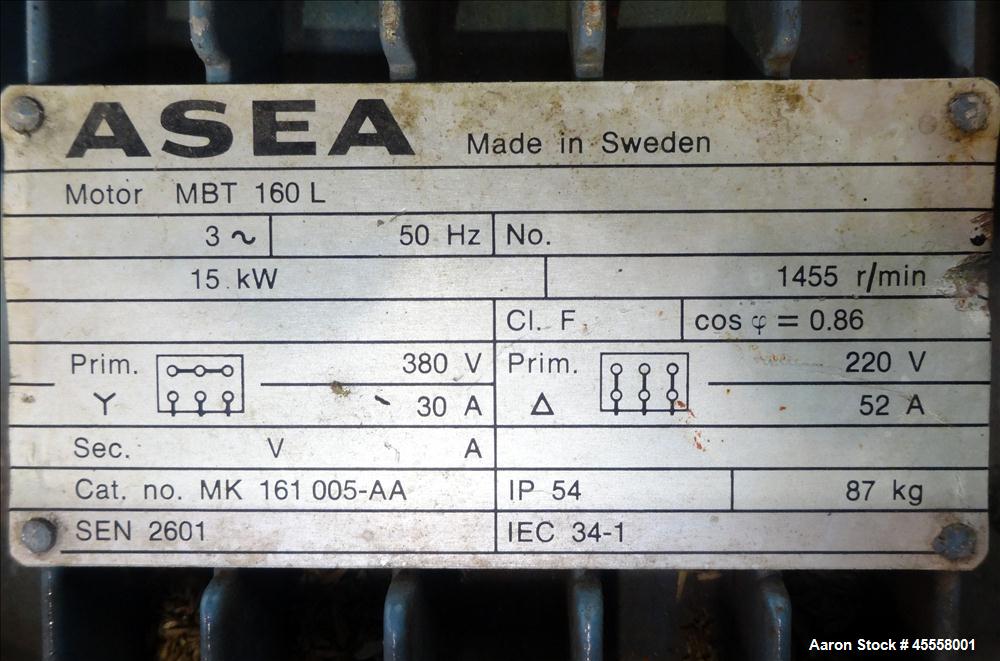 ASEA Made in Sweden
Motor MBT 160 L
3 ~ 50 Hz No.
15 kW 1455 r/min
Cl. F cos φ = 0.86
Prim. 380 V Prim. 220 V
Y 30 A Δ 52 A
Sec. V A
Cat. no. MK 161 005-AA IP 54 87 kg
SEN 2601 IEC 34-1
Aaron Stock # 45558001